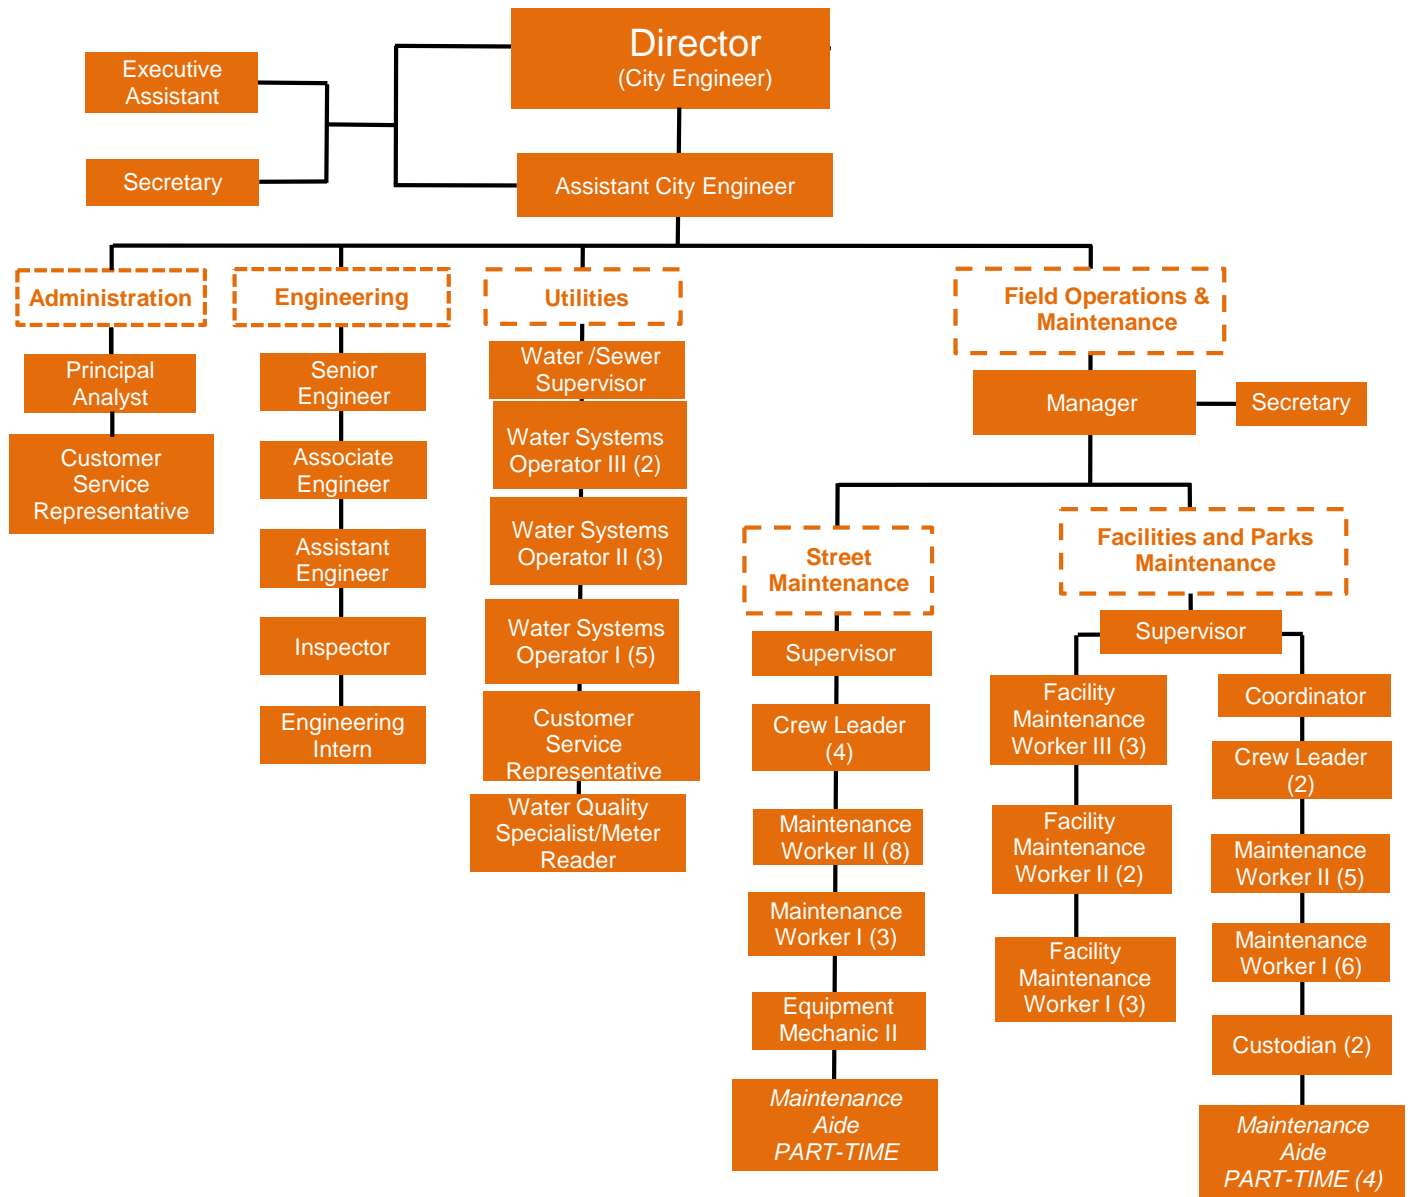 Director
(City Engineer)
Executive
Assistant
Secretary
Assistant City Engineer
Administration
Principal
Analyst
Customer
Service
Representative
Engineering
Senior
Engineer
Associate
Engineer
Assistant
Engineer
Inspector
Engineering
Intern
Utilities
Water /Sewer
Supervisor
Water Systems
Operator III (2)
Water Systems
Operator II (3)
Water Systems
Operator I (5)
Customer
Service
Representative
Water Quality
Specialist/Meter
Reader
Field Operations &
Maintenance
Manager
Secretary
Street
Maintenance
Supervisor
Crew Leader
(4)
Maintenance
Worker II (8)
Maintenance
Worker I (3)
Equipment
Mechanic II
Maintenance
Aide
PART-TIME
Facilities and Parks
Maintenance
Supervisor
Facility
Maintenance
Worker III (3)
Facility
Maintenance
Worker II (2)
Facility
Maintenance
Worker I (3)
Coordinator
Crew Leader
(2)
Maintenance
Worker II (5)
Maintenance
Worker I (6)
Custodian (2)
Maintenance
Aide
PART-TIME (4)